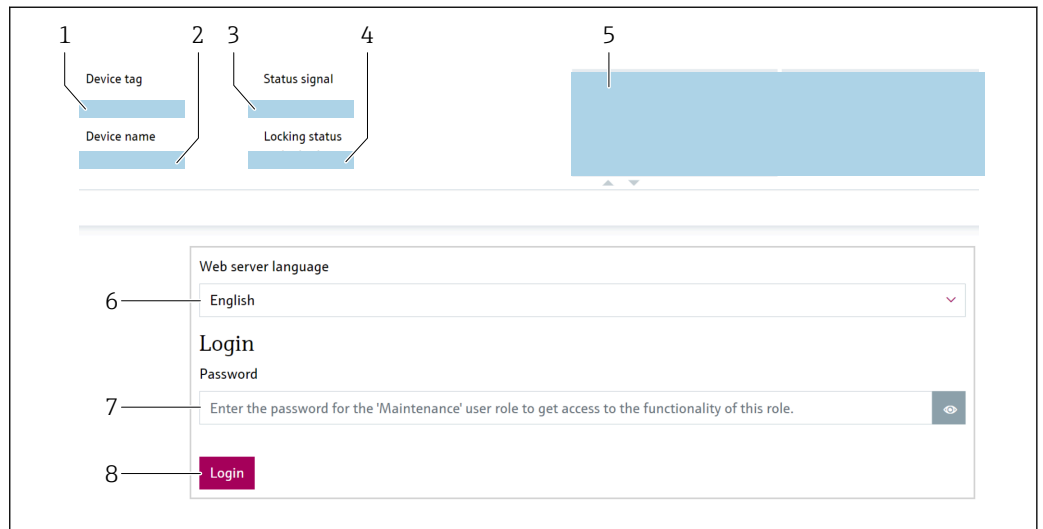 1 2 3 4 5
Device tag Status signal
Device name Locking status
Web server language
6 English
Login
Password
7 Enter the password for the 'Maintenance' user role to get access to the functionality of this role.
8 Login